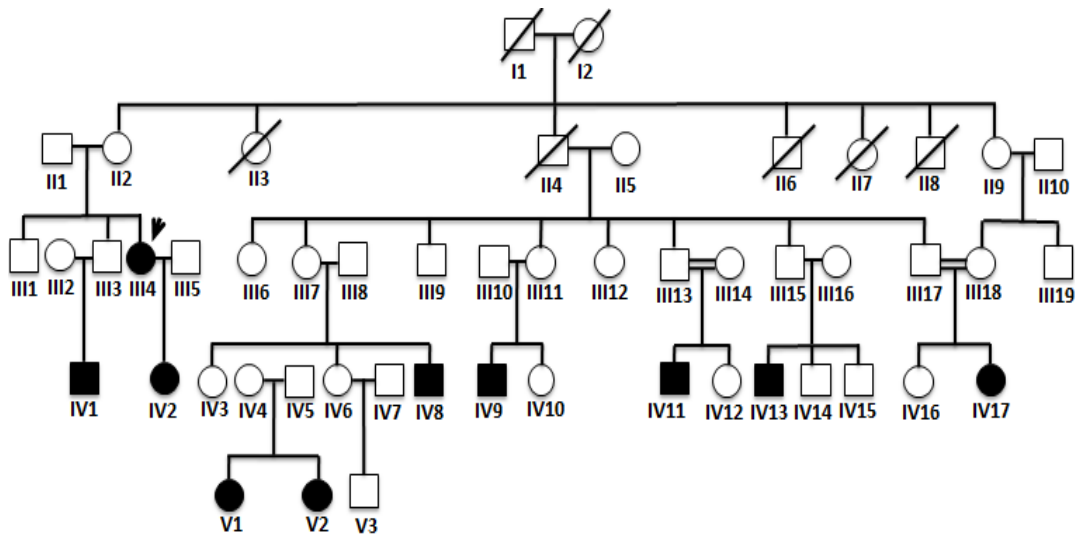 I1 I2
II1 II2 II3 II4 II5 II6 II7 II8 II9 II10
III1 III2 III3 III4 III5 III6 III7 III8 III9 III10 III11 III12 III13 III14 III15 III16 III17 III18 III19
IV1 IV2 IV3 IV4 IV5 IV6 IV7 IV8 IV9 IV10 IV11 IV12 IV13 IV14 IV15 IV16 IV17
V1 V2 V3